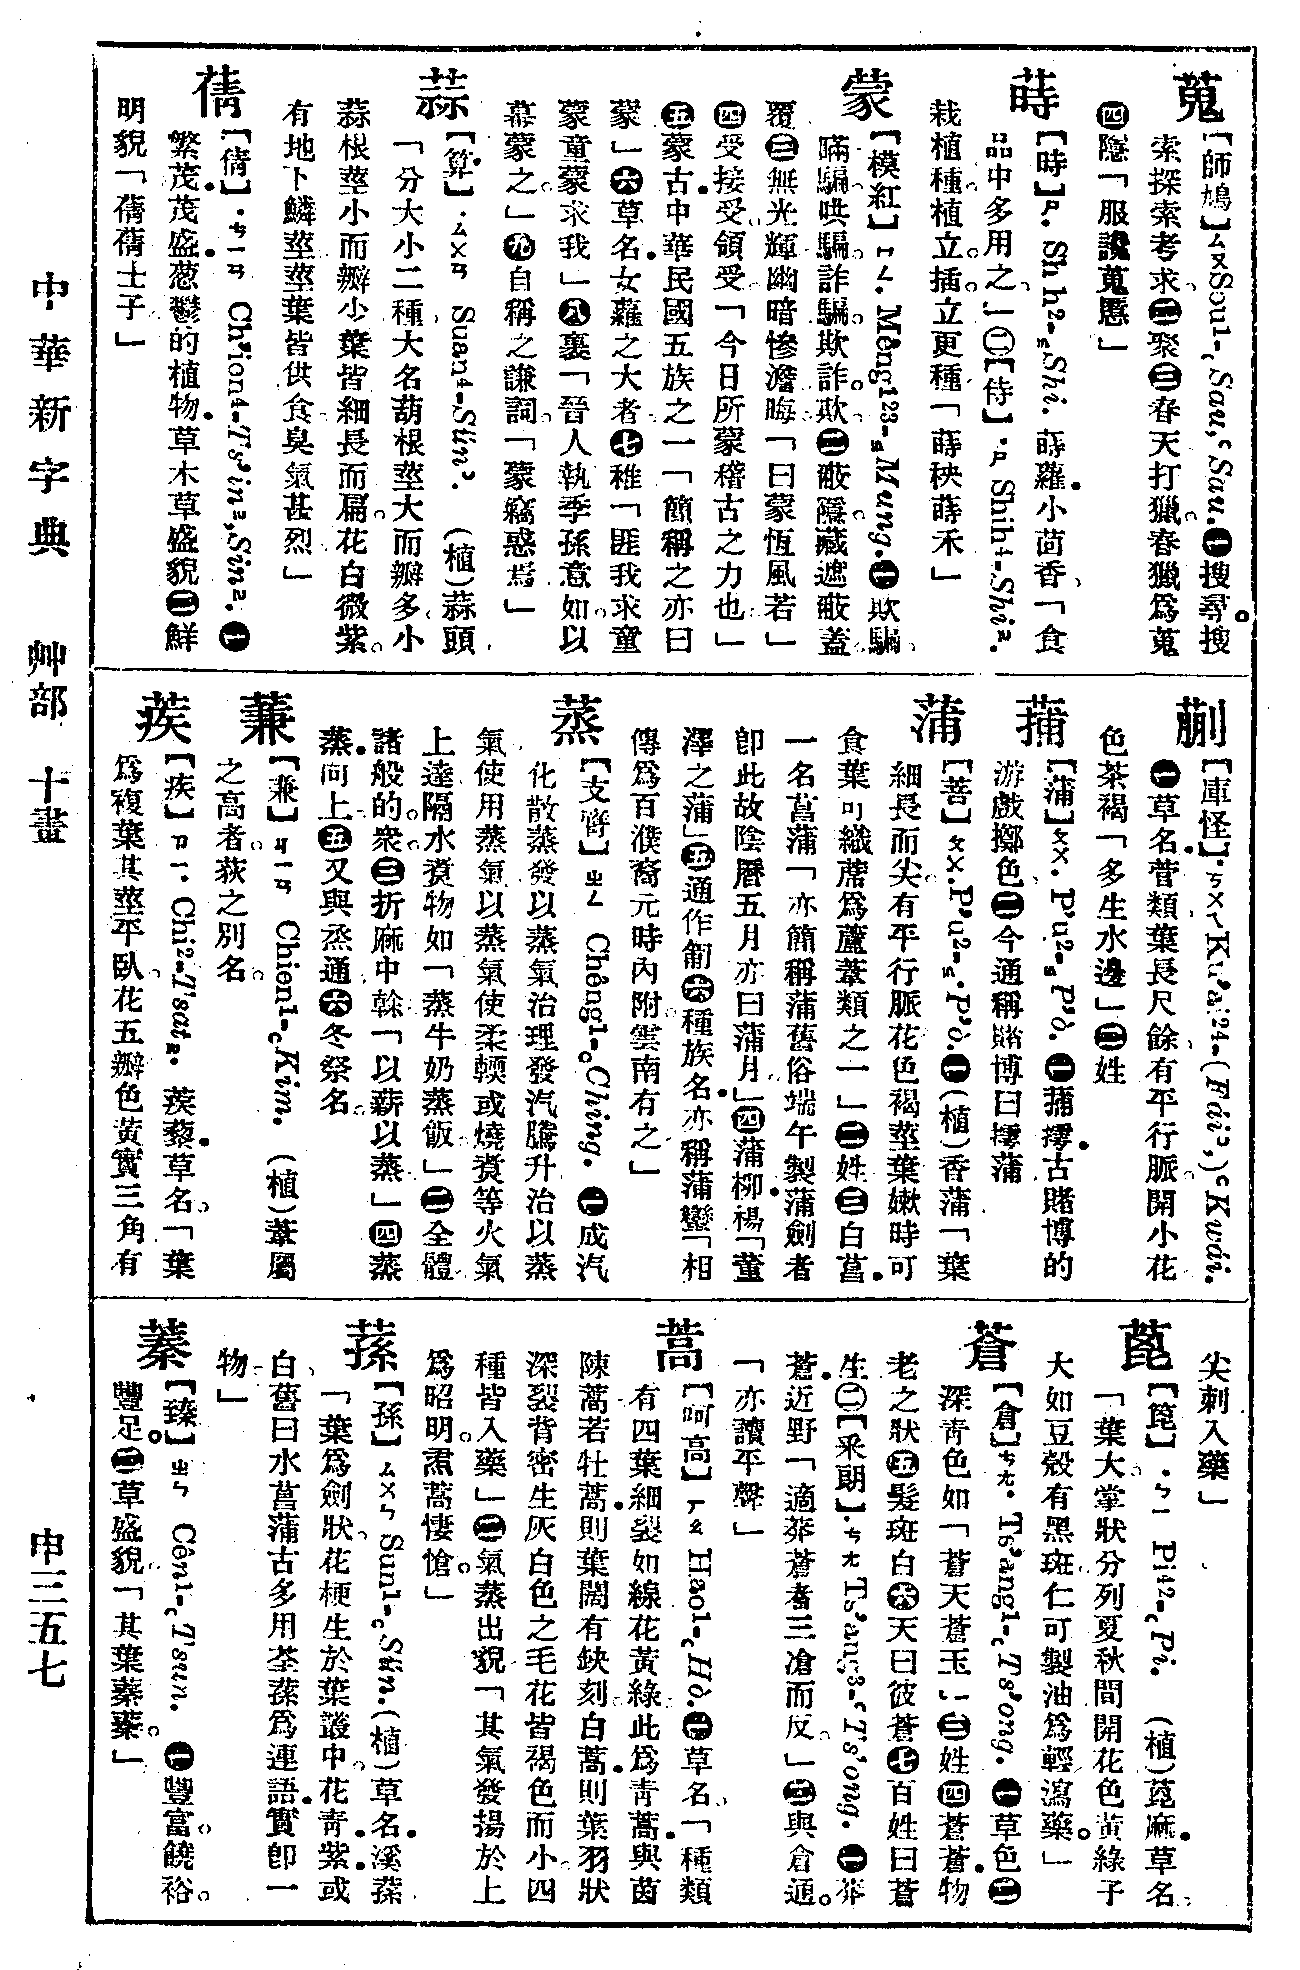 中華新字典　艸部　十畫　申三五七
蒐
【師鳩】ㄙㄡSou1-꜀Sau,ʿSau.㊀搜尋搜
索探索考求㊁聚㊂春天打獵春獵爲蒐
㊃隱「服讒蒐慝」
蒔
【時】ㄕ. Shih2-꜁Shi. 蒔蘿小茴香「食
品中多用之」㈡【侍】·ㄕ Shih4-Shi².
栽植種植立插立更種「蒔秧蒔禾」
蒙
【模紅】ㄇㄥ. Mêng123-꜁Mung.㊀欺騙
瞞騙哄騙詐騙欺詐欺㊁蔽隱藏遮蔽蓋
覆㊂無光輝幽暗慘澹晦「曰蒙恆風若」
㊃受接受領受「今日所蒙稽古之力也」
㊄蒙古中華民國五族之一「簡稱之亦曰
蒙」㊅草名女蘿之大者㊆稚「匪我求童
蒙童蒙求我」㊇裏「晉人執季孫意如以
幕蒙之」㊈自稱之謙詞「蒙竊惑焉」
蒜
【算】·ㄙㄨㄢ Suan4-Sün³. (植)蒜頭
「分大小二種大名葫根莖大而瓣多小
蒜根莖小而瓣少葉皆細長而扁花白微紫
有地下鱗莖莖葉皆供食臭氣甚烈」
蒨
【倩】·ㄘㄧㄢ Ch'ien4-Ts'in²,Sin².㊀
繁茂茂盛葱鬱的植物草木草盛貌㊁鮮
明貌「蒨蒨士子」
蒯
【庫怪】·ㄎㄨㄟKu'ai24-(Fái³,)ʿKwái.
㊀草名菅類葉長尺餘有平行脈開小花
色茶褐「多生水邊」㊁姓
蒱
【蒲】ㄆㄨ. P'u2-꜁P'ò. ㊀蒱摴古賭博的
游戲擲色㊁今通稱賭博曰摴蒲
蒲
【菩】ㄆㄨ.P'u2-꜁P'ò.㊀(植)香蒲「葉
細長而尖有平行脈花色褐莖葉嫩時可
食葉可織蓆爲蘆葦類之一」㊁姓㊂白菖
一名菖蒲「亦簡稱蒲舊俗端午製蒲劍者
卽此故陰曆五月亦曰蒲月」㊃蒲柳楊「董
澤之蒲」㊄通作匍㊅種族名亦稱蒲蠻「相
傳爲百濮裔元時內附雲南有之」
蒸
【支膺】ㄓㄥ Chêng1-꜀Ching. ㊀成汽
化散蒸發以蒸氣治理發汽騰升治以蒸
氣使用蒸氣以蒸氣使柔輭或燒煑等火氣
上達隔水煑物如「蒸牛奶蒸飯」㊁全體
諸般的衆㊂折麻中榦「以薪以蒸」㊃蒸
蒸向上㊄又與烝通㊅冬祭名
蒹
【兼】ㄐㄧㄢ Chien1-꜀Kim. (植)葦屬
之高者荻之別名
蒺
【疾】ㄐㄧ. Chi2-Tsat². 蒺藜草名「葉
爲複葉其莖平臥花五瓣色黃實三角有
尖刺入藥」
蓖
【篦】·ㄅㄧ Pi42-꜀Pi. (植)蓖麻草名
「葉大掌狀分列夏秋間開花色黃綠子
大如豆殼有黑斑仁可製油爲輕瀉藥」
蒼
【倉】ㄘㄤ. Ts'ang1-꜀Ts'ong. ㊀草色㊁
深靑色如「蒼天蒼玉」㊂姓㊃蒼蒼物
老之狀㊄髮斑白㊅天曰彼蒼㊆百姓曰蒼
生㈡【釆朗】.ㄘㄤTs'ang3-ʿTs'ong. ㊀莽
蒼近野「適莽蒼者三湌而反」㊁與倉通
「亦讀平聲」
蒿
【呵高】ㄏㄠ Hao1-꜀Hò.㊀草名「種類
有四葉細裂如線花黃綠此爲靑蒿與茵
陳蒿若牡蒿則葉闊有鈌刻白蒿則葉羽狀
深裂背密生灰白色之毛花皆褐色而小四
種皆入藥」㊁氣蒸出貌「其氣發揚於上
爲昭明焄蒿悽愴」
蓀
【孫】ㄙㄨㄣ Sun1-꜀Sün.(植)草名溪蓀
「葉爲劍狀花梗生於葉叢中花靑紫或
白舊曰水菖蒲古多用荃蓀爲連語實卽一
物」
蓁
【臻】ㄓㄣ Cên1-꜀Tsun. ㊀豐富饒裕
豐足㊁草盛貌「其葉蓁蓁」